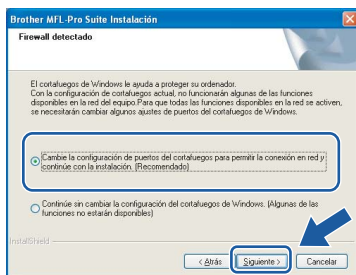 Brother MFL-Pro Suite Instalación
Firewall detectado
El cortafuegos de Windows le ayuda a proteger su ordenador.
Con la configuración de cortafuegos actual, no funcionarán algunas de las funciones
disponibles en la red del equipo.Para que todas las funciones disponibles en la red se activen,
se necesitarán cambiar algunos ajustes de puertos del cortafuegos de Windows.
Cambie la configuración de puertos del cortafuegos para permitir la conexión en red y
continúe con la instalación. (Recomendado)
Continúe sin cambiar la configuración del cortafuegos de Windows. (Algunas de las
funciones no estarán disponibles)
InstallShield
< Atrás
Siguiente >
Cancelar